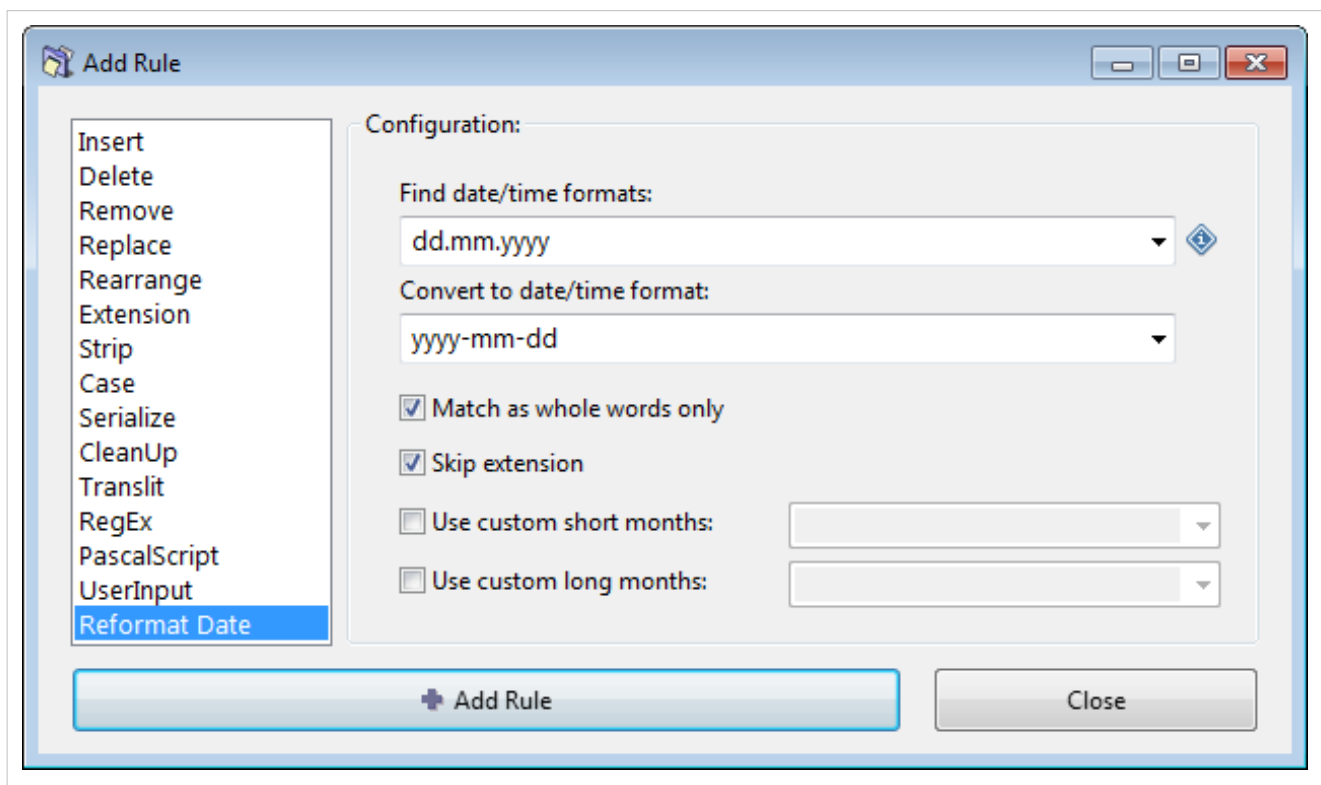 Add Rule
Insert
Delete
Remove
Replace
Rearrange
Extension
Strip
Case
Serialize
CleanUp
Translit
RegEx
PascalScript
UserInput
Reformat Date
Configuration:
Find date/time formats:
dd.mm.yyyy
Convert to date/time format:
yyyy-mm-dd
Match as whole words only
Skip extension
Use custom short months:
Use custom long months:
Add Rule
Close